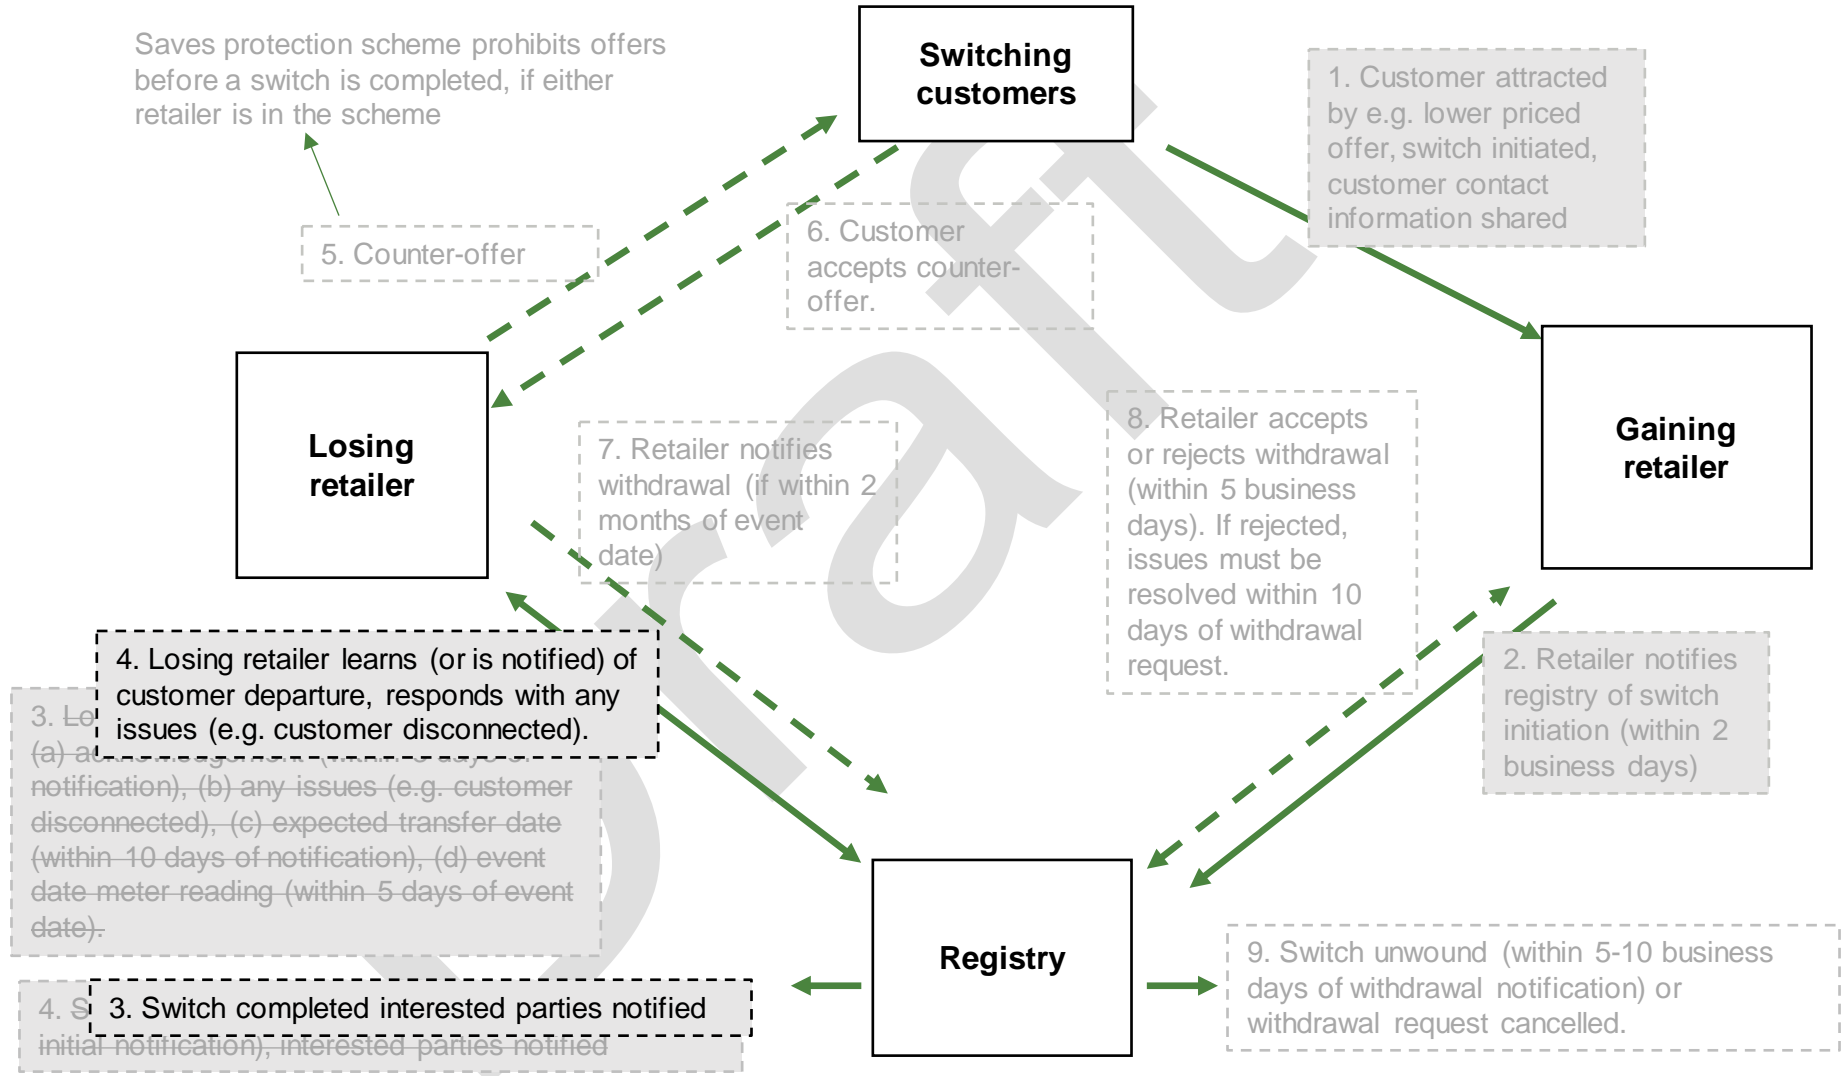 Saves protection scheme prohibits offers
before a switch is completed, if either
retailer is in the scheme
Switching
customers
1. Customer attracted
by e.g. lower priced
offer, switch initiated,
customer contact
information shared
5. Counter-offer
6. Customer
accepts counter-
offer.
Losing
retailer
7. Retailer notifies
withdrawal (if within 2
months of event
date)
8. Retailer accepts
or rejects withdrawal
(within 5 business
days). If rejected,
issues must be
resolved within 10
days of withdrawal
request.
Gaining
retailer
4. Losing retailer learns (or is notified) of
customer departure, responds with any
issues (e.g. customer disconnected).
2. Retailer notifies
registry of switch
initiation (within 2
business days)
3.
(a)
notification), (b) any issues (e.g. customer
disconnected), (c) expected transfer date
(within 10 days of notification), (d) event
date meter reading (within 5 days of event
date).
Registry
3. Switch completed interested parties notified
4.
initial notification), interested parties notified
9. Switch unwound (within 5-10 business
days of withdrawal notification) or
withdrawal request cancelled.
Draft